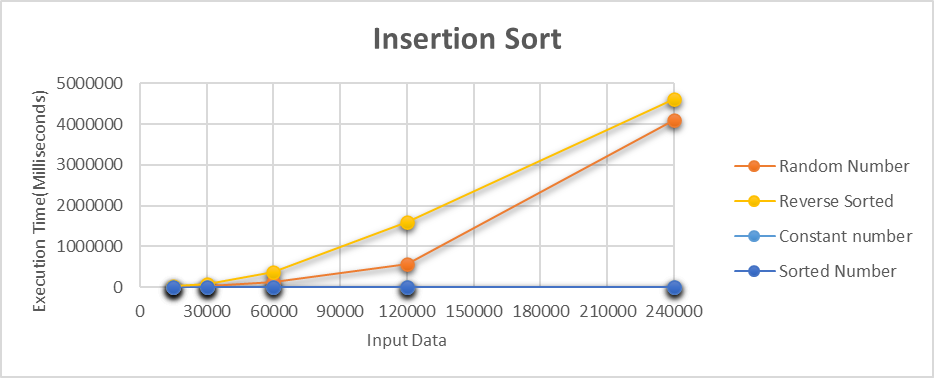 Insertion Sort
Execution Time(Milliseconds)
5000000
4000000
3000000
2000000
1000000
0
0 30000 60000 90000 120000 150000 180000 210000 240000
Input Data
Random Number
Reverse Sorted
Constant number
Sorted Number